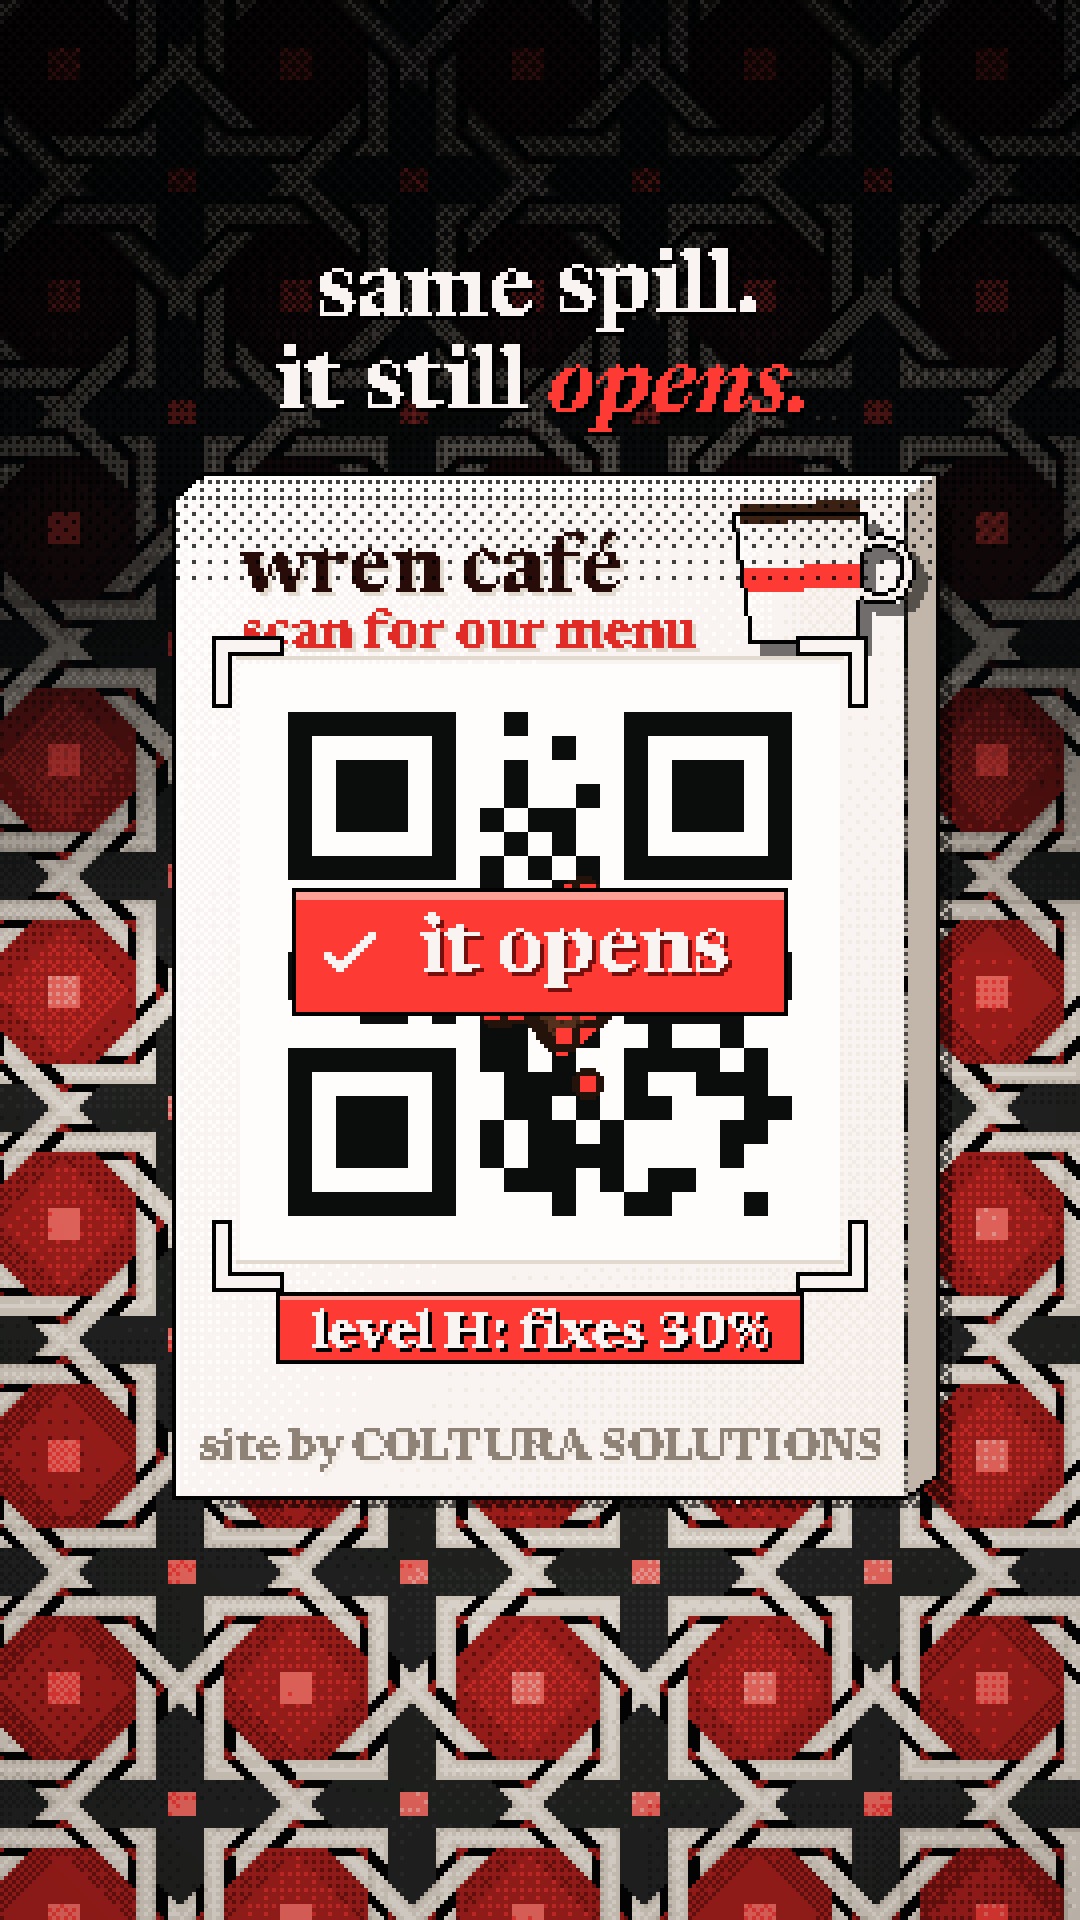 same spill.
it still opens.
wren café
scan for our menu
✓ it opens
level H: fixes 30%
site by COLTURA SOLUTIONS